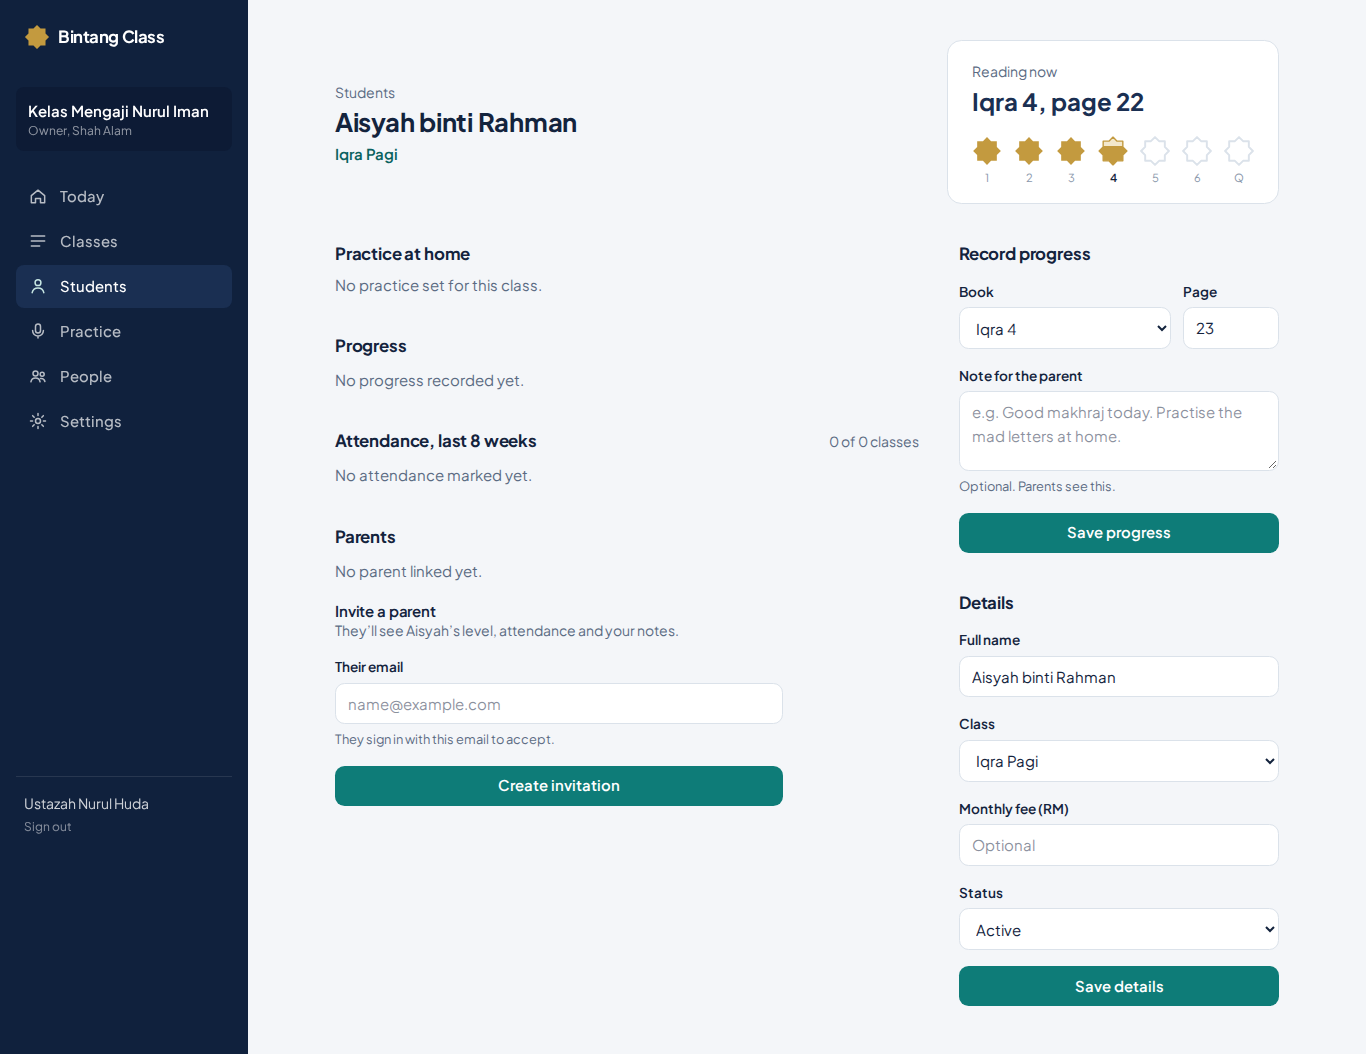 Bintang Class
Kelas Mengaji Nurul Iman
Owner, Shah Alam
Today
Classes
Students
Practice
People
Settings
Ustazah Nurul Huda
Sign out
Students
Aisyah binti Rahman
Iqra Pagi
Reading now
Iqra 4, page 22
1 2 3 4 5 6 Q
Practice at home
No practice set for this class.
Progress
No progress recorded yet.
Attendance, last 8 weeks
0 of 0 classes
No attendance marked yet.
Parents
No parent linked yet.
Invite a parent
They’ll see Aisyah’s level, attendance and your notes.
Their email
name@example.com
They sign in with this email to accept.
Create invitation
Record progress
Book Page
Iqra 4 23
Note for the parent
e.g. Good makhraj today. Practise the
mad letters at home.
Optional. Parents see this.
Save progress
Details
Full name
Aisyah binti Rahman
Class
Iqra Pagi
Monthly fee (RM)
Optional
Status
Active
Save details